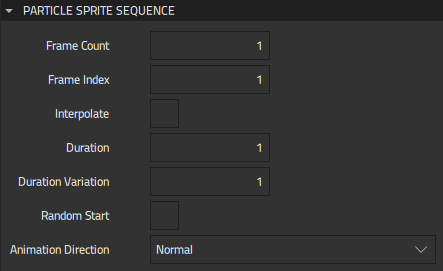 PARTICLE SPRITE SEQUENCE
Frame Count 1
Frame Index 1
Interpolate
Duration 1
Duration Variation 1
Random Start
Animation Direction Normal